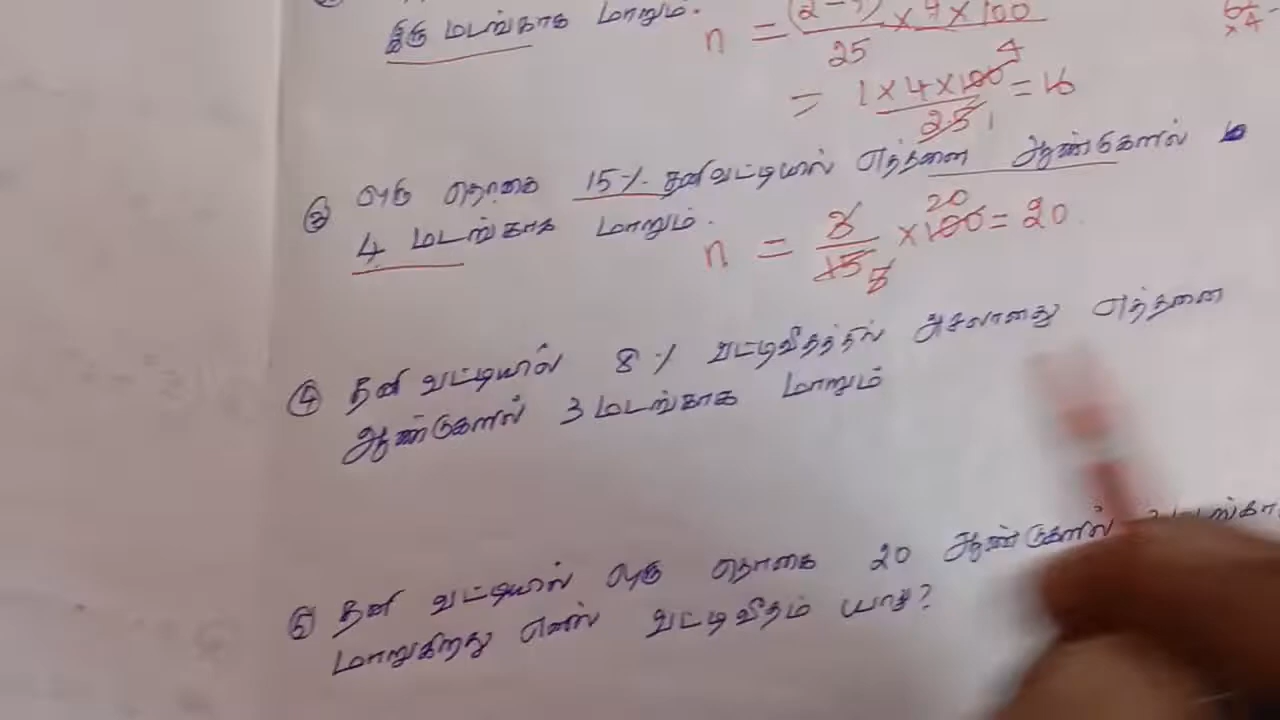 இரு மடங்காக மாறும்.
n = (2-1)/25 × 4 × 100
= 1×4×100/25 = 16
③ ஒரு தொகை 15% தனிவட்டியில் எத்தனை ஆண்டுகளில்
4 மடங்காக மாறும்.
n = 3/15 × 100 = 20
④ தனி வட்டியில் 8% வட்டிவீதத்தில் அசலானது எத்தனை
ஆண்டுகளில் 3 மடங்காக மாறும்
⑤ தனி வட்டியில் ஒரு தொகை 20 ஆண்டுகளில்
மாறுகிறது எனில் வட்டி வீதம் யாது?